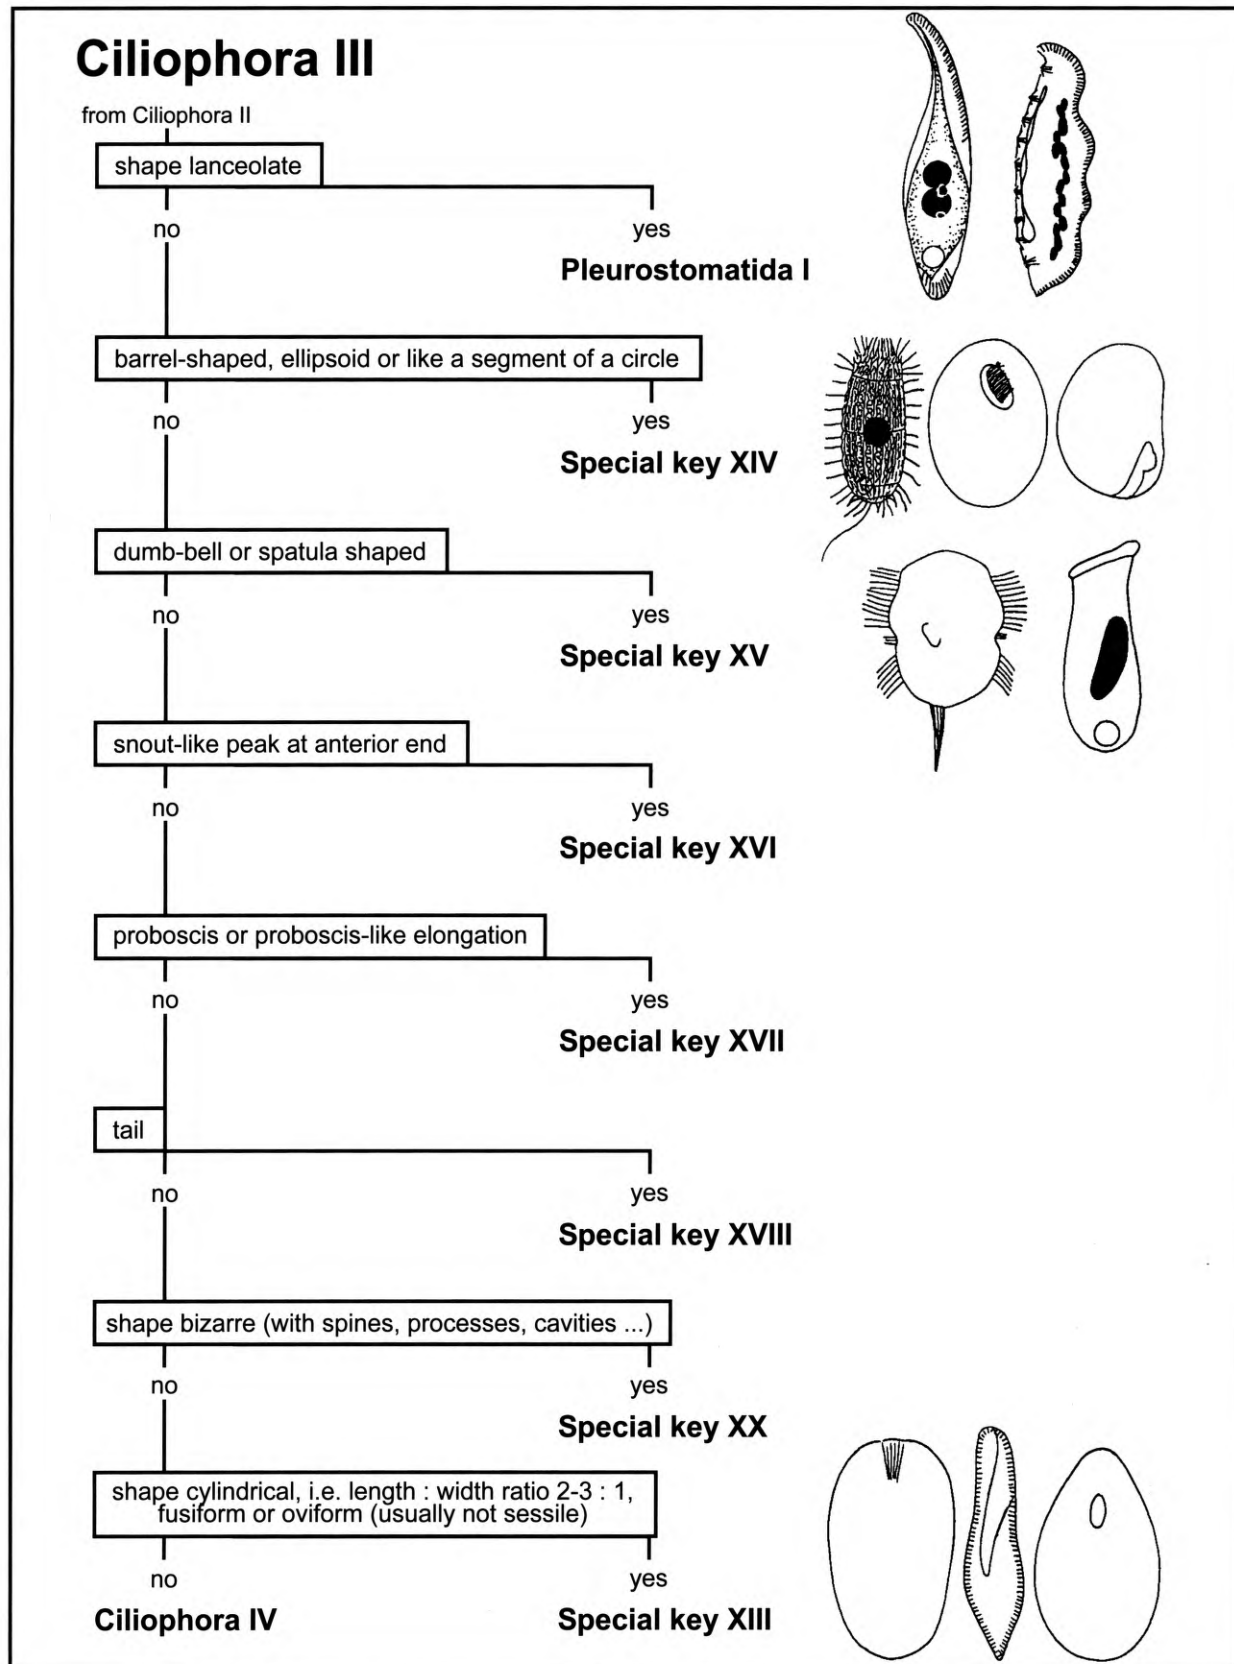 Ciliophora III
from Ciliophora II
shape lanceolate
no yes
Pleurostomatida I
barrel-shaped, ellipsoid or like a segment of a circle
no yes
Special key XIV
dumb-bell or spatula shaped
no yes
Special key XV
snout-like peak at anterior end
no yes
Special key XVI
proboscis or proboscis-like elongation
no yes
Special key XVII
tail
no yes
Special key XVIII
shape bizarre (with spines, processes, cavities ...)
no yes
Special key XX
shape cylindrical, i.e. length : width ratio 2-3 : 1,
fusiform or oviform (usually not sessile)
no yes
Ciliophora IV Special key XIII